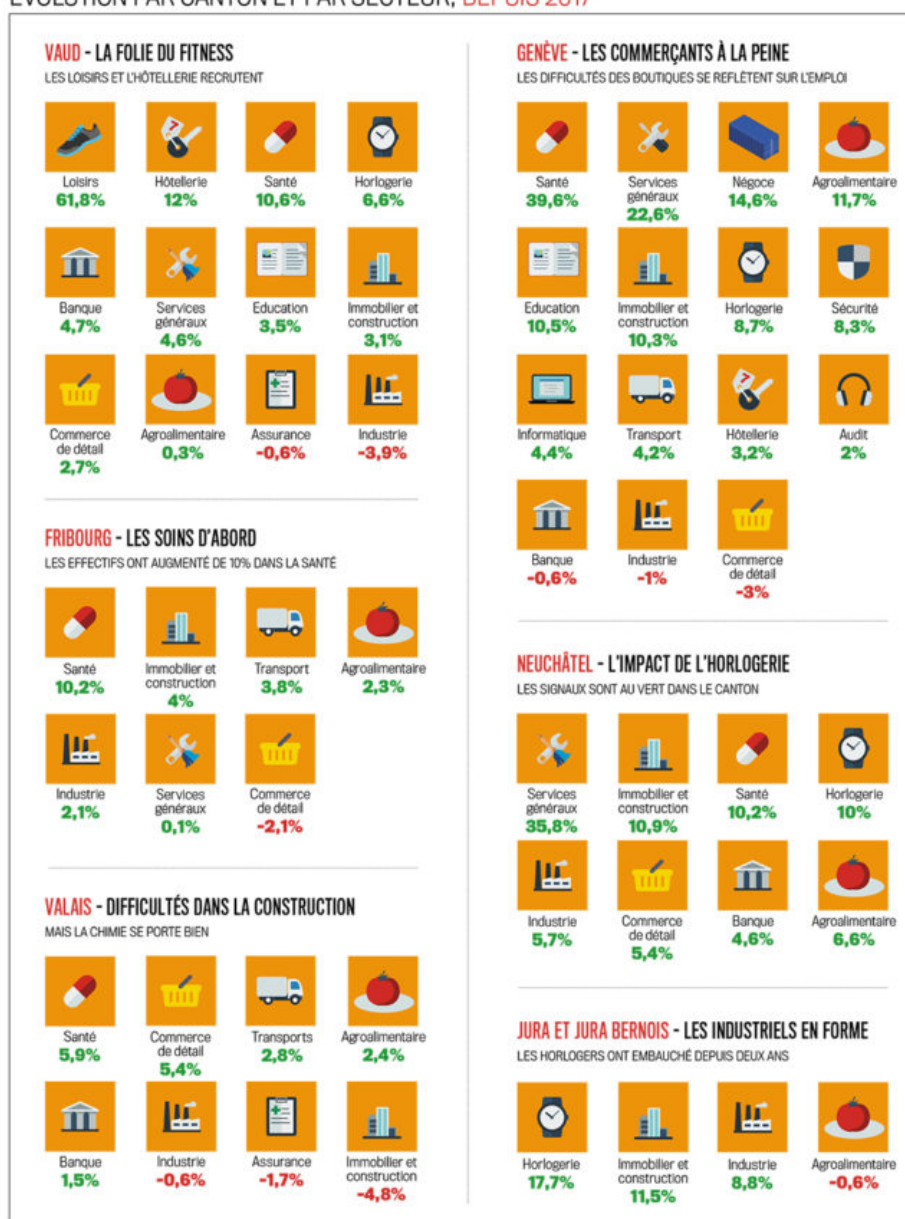 ÉVOLUTION PAR CANTON ET PAR SECTEUR, DEPUIS 2017
VAUD - LA FOLIE DU FITNESS
LES LOISIRS ET L'HÔTELLERIE RECRUTENT
Loisirs
61,8%
Hôtellerie
12%
Santé
10,6%
Horlogerie
6,6%
Banque
4,7%
Services
généraux
4,6%
Education
3,5%
Immobilier et
construction
3,1%
Commerce
de détail
2,7%
Agroalimentaire
0,3%
Assurance
-0,6%
Industrie
-3,9%
FRIBOURG - LES SOINS D'ABORD
LES EFFECTIFS ONT AUGMENTÉ DE 10% DANS LA SANTÉ
Santé
10,2%
Immobilier et
construction
4%
Transport
3,8%
Agroalimentaire
2,3%
Industrie
2,1%
Services
généraux
0,1%
Commerce
de détail
-2,1%
VALAIS - DIFFICULTÉS DANS LA CONSTRUCTION
MAIS LA CHIMIE SE PORTE BIEN
Santé
5,9%
Commerce
de détail
5,4%
Transports
2,8%
Agroalimentaire
2,4%
Banque
1,5%
Industrie
-0,6%
Assurance
-1,7%
Immobilier et
construction
-4,8%
GENÈVE - LES COMMERÇANTS À LA PEINE
LES DIFFICULTÉS DES BOUTIQUES SE REFLÈTENT SUR L'EMPLOI
Santé
39,6%
Services
généraux
22,6%
Négoce
14,6%
Agroalimentaire
11,7%
Education
10,5%
Immobilier et
construction
10,3%
Horlogerie
8,7%
Sécurité
8,3%
Informatique
4,4%
Transport
4,2%
Hôtellerie
3,2%
Audit
2%
Banque
-0,6%
Industrie
-1%
Commerce
de détail
-3%
NEUCHÂTEL - L'IMPACT DE L'HORLOGERIE
LES SIGNAUX SONT AU VERT DANS LE CANTON
Services
généraux
35,8%
Immobilier et
construction
10,9%
Santé
10,2%
Horlogerie
10%
Industrie
5,7%
Commerce
de détail
5,4%
Banque
4,6%
Agroalimentaire
6,6%
JURA ET JURA BERNOIS - LES INDUSTRIELS EN FORME
LES HORLOGERS ONT EMBAUCHÉ DEPUIS DEUX ANS
Horlogerie
17,7%
Immobilier et
construction
11,5%
Industrie
8,8%
Agroalimentaire
-0,6%